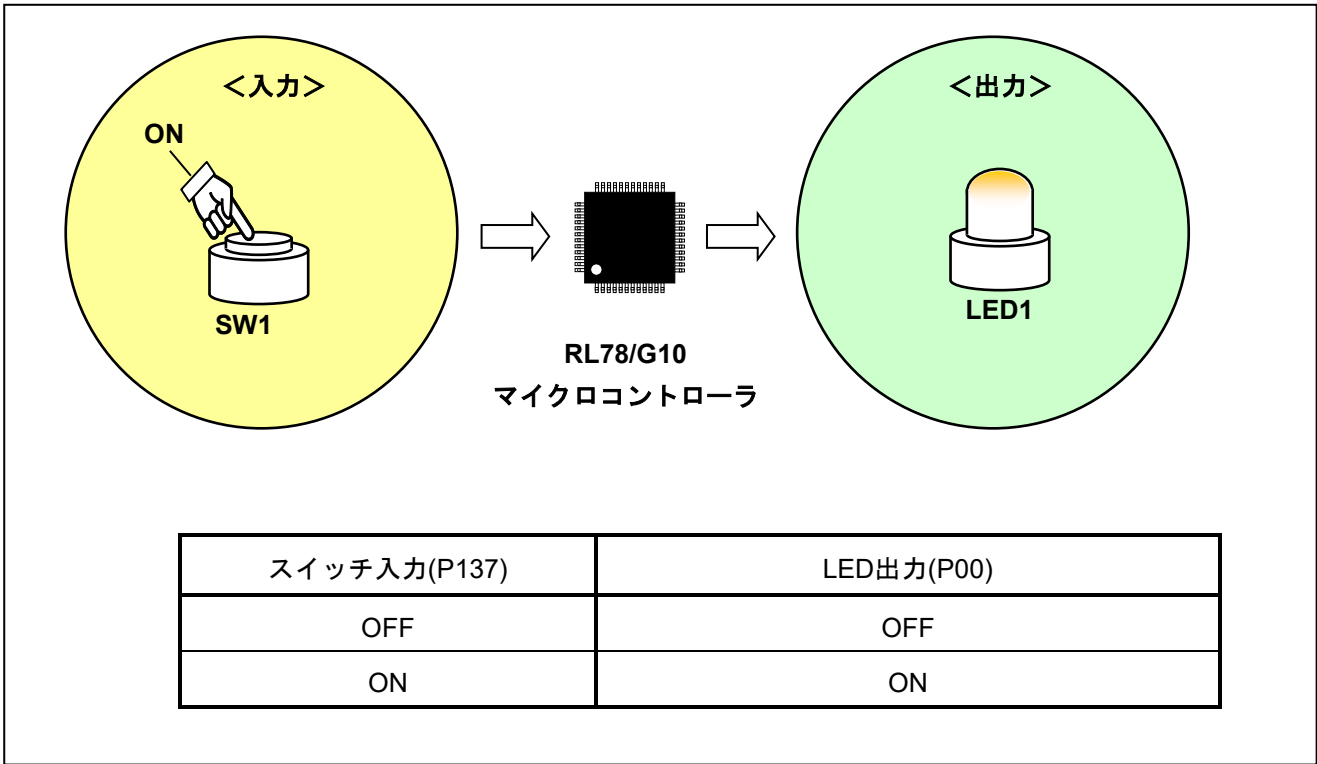 ＜入力＞
ON
SW1
RL78/G10
マイクロコントローラ
＜出力＞
LED1
スイッチ入力(P137) LED出力(P00)
OFF OFF
ON ON